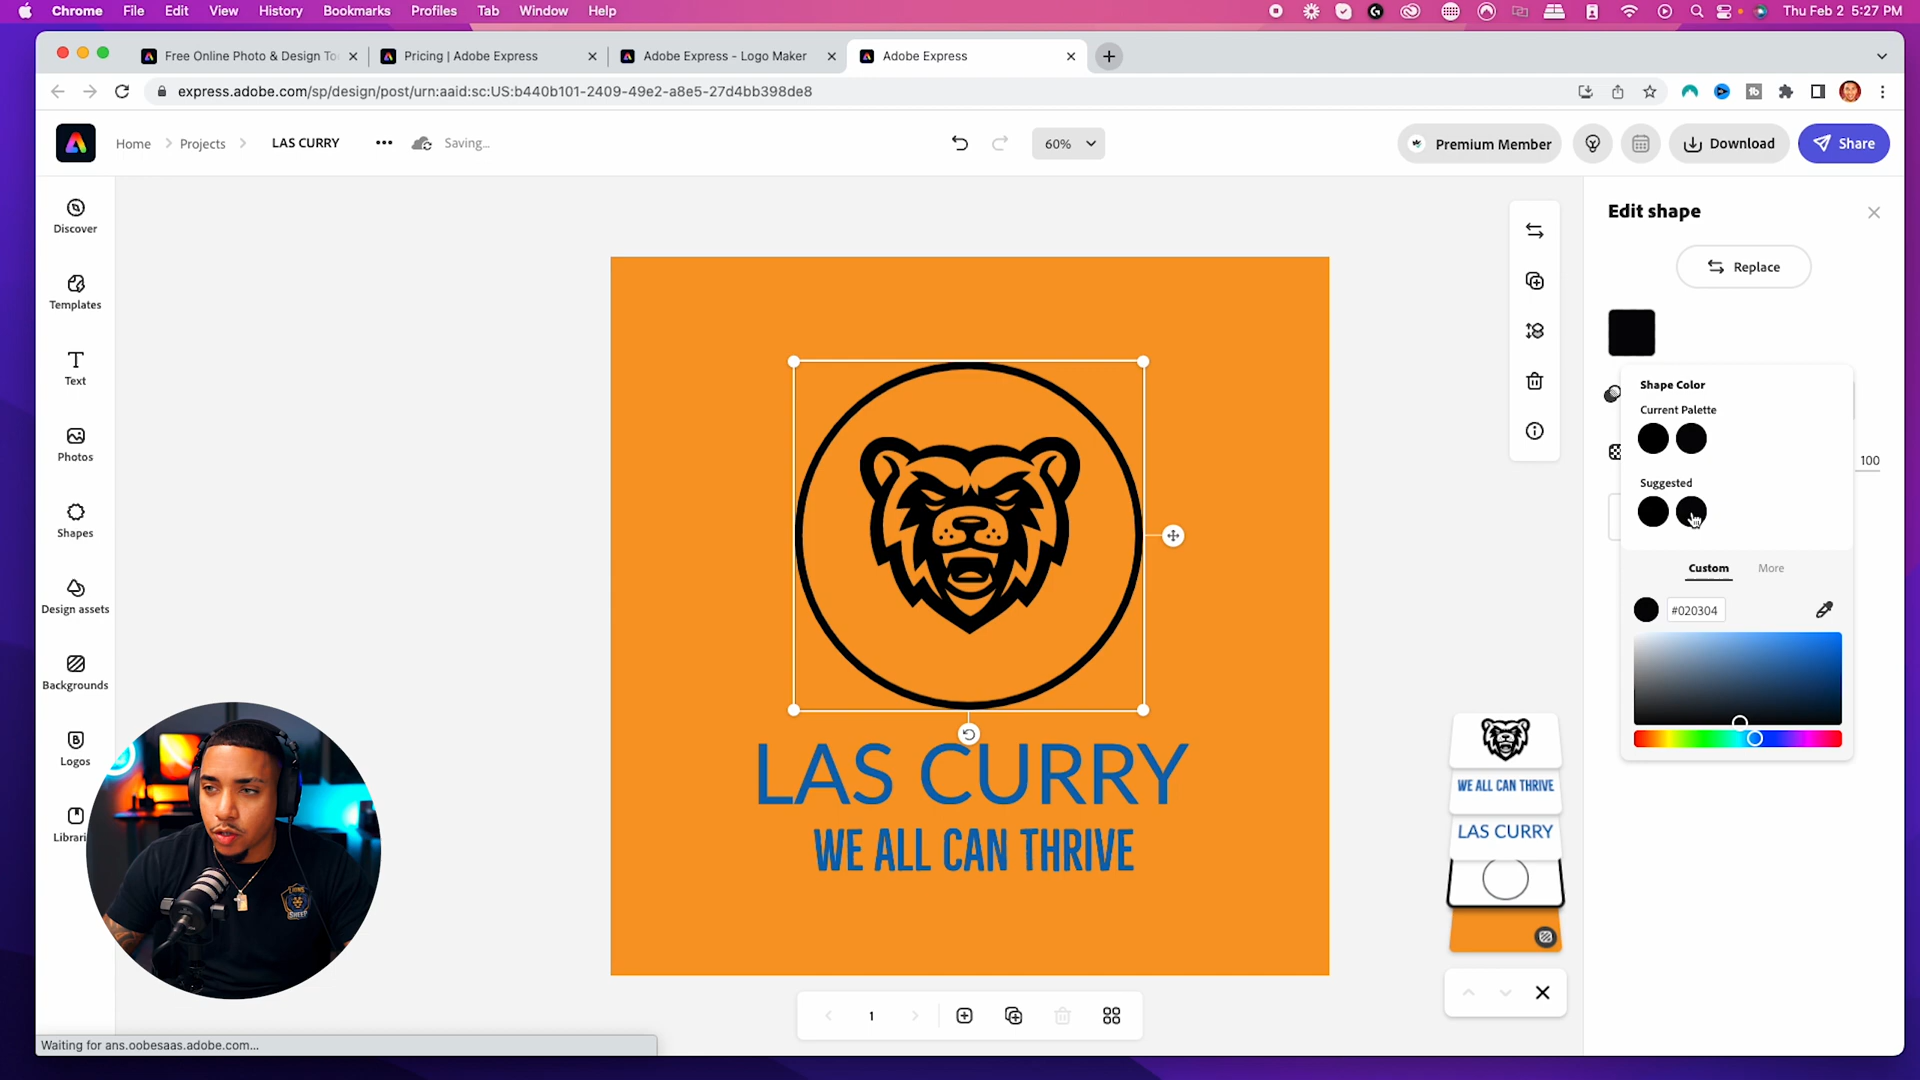 Chrome File Edit View History Bookmarks Profiles Tab Window Help
Thu Feb 2 5:27 PM
Free Online Photo & Design To
Pricing | Adobe Express
Adobe Express - Logo Maker
Adobe Express
express.adobe.com/sp/design/post/urn:aaid:sc:US:b440b101-2409-49e2-a8e5-27d4bb398de8
Home
Projects
LAS CURRY
Saving...
60%
Premium Member
Download
Share
Discover
Templates
Text
Photos
Shapes
Design assets
Backgrounds
Logos
Librari
LAS CURRY
WE ALL CAN THRIVE
WE ALL CAN THRIVE
LAS CURRY
1
Edit shape
Replace
Shape Color
Current Palette
100
Suggested
Custom
More
#020304
Waiting for ans.oobesaas.adobe.com...